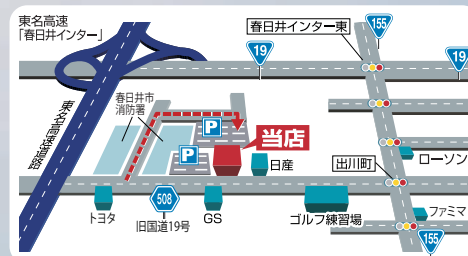 東名高速
「春日井インター」
春日井インター東
155
19
19
春日井市
消防署
東名高速道路
P
当店
P
日産
出川町
ローソン
トヨタ
508
旧国道19号
GS
ゴルフ練習場
ファミマ
155